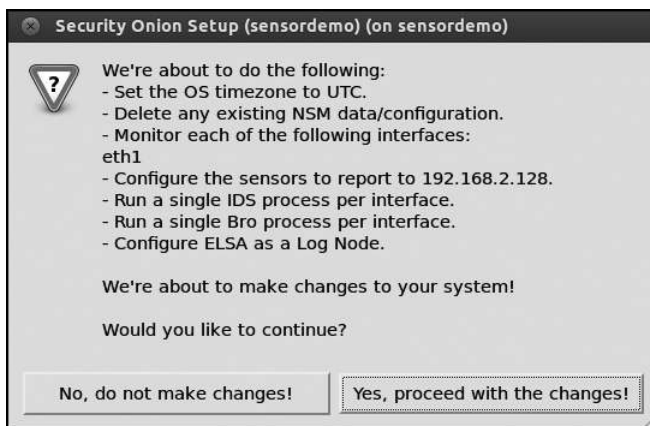 Security Onion Setup (sensordemo) (on sensordemo)
?
We're about to do the following:
- Set the OS timezone to UTC.
- Delete any existing NSM data/configuration.
- Monitor each of the following interfaces:
eth1
- Configure the sensors to report to 192.168.2.128.
- Run a single IDS process per interface.
- Run a single Bro process per interface.
- Configure ELSA as a Log Node.
We're about to make changes to your system!
Would you like to continue?
No, do not make changes!
Yes, proceed with the changes!